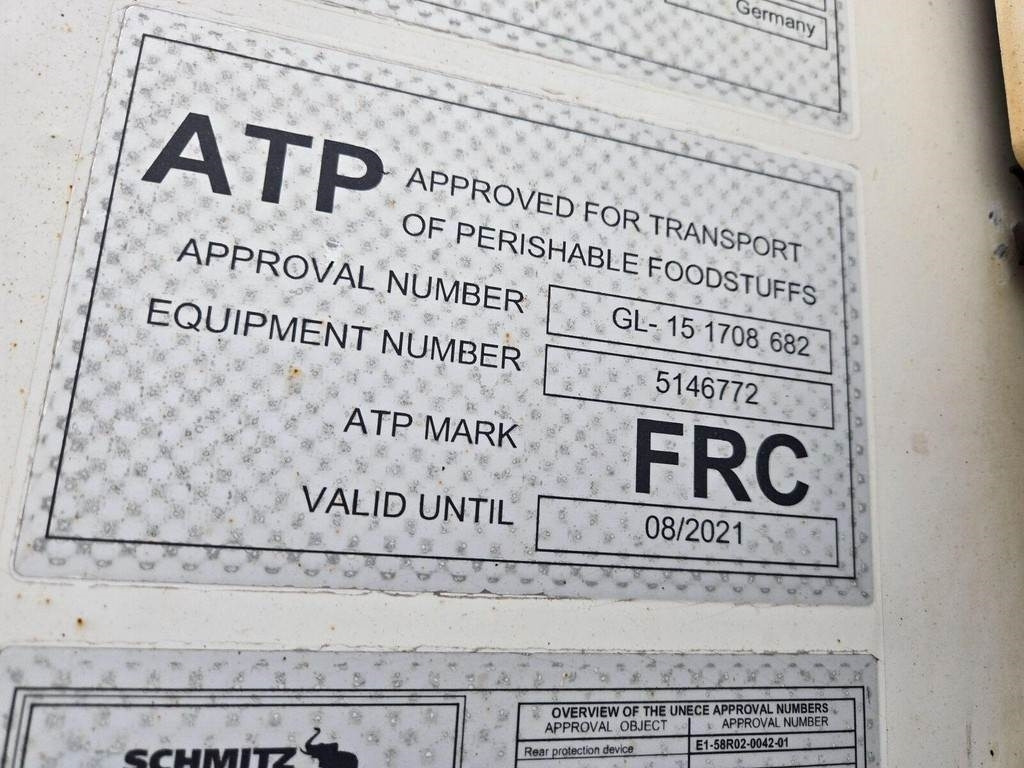 Germany
ATP APPROVED FOR TRANSPORT
OF PERISHABLE FOODSTUFFS
APPROVAL NUMBER GL- 15 1708 682
EQUIPMENT NUMBER 5146772
ATP MARK FRC
VALID UNTIL 08/2021
SCHMITZ
OVERVIEW OF THE UNECE APPROVAL NUMBERS
APPROVAL OBJECT APPROVAL NUMBER
Rear protection device E1-58R02-0042-01